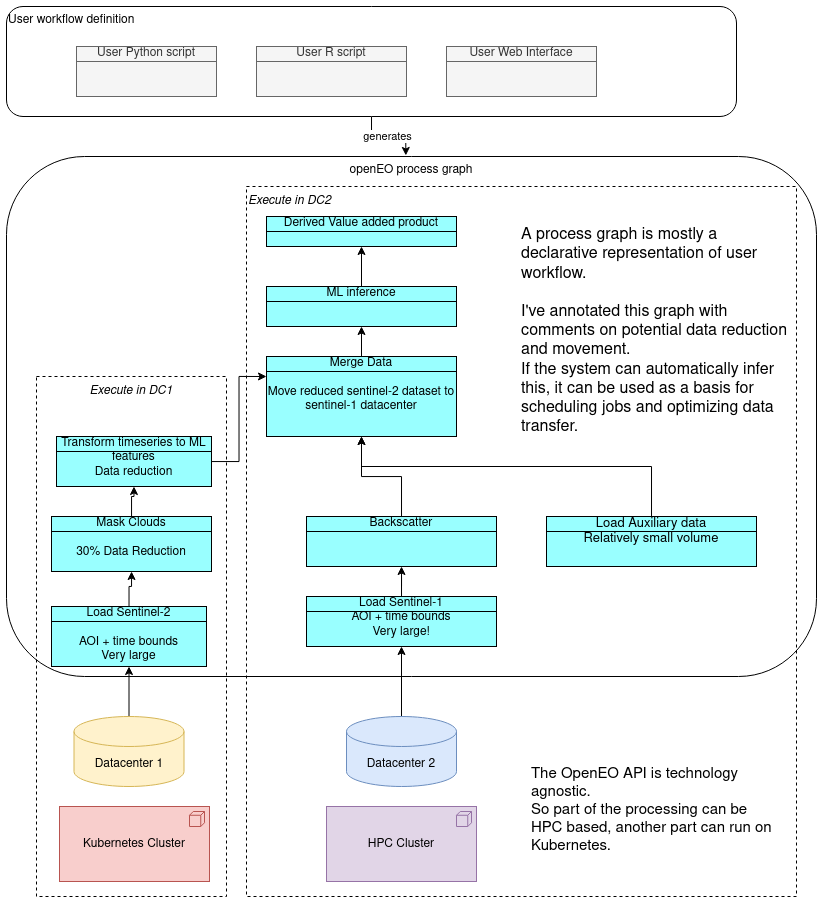 User workflow definition
User Python script
User R script
User Web Interface
generates
openEO process graph
Execute in DC2
Derived Value added product
ML inference
Merge Data
Move reduced sentinel-2 dataset to
sentinel-1 datacenter
A process graph is mostly a
declarative representation of user
workflow.
I've annotated this graph with
comments on potential data reduction
and movement.
If the system can automatically infer
this, it can be used as a basis for
scheduling jobs and optimizing data
transfer.
Execute in DC1
Transform timeseries to ML
features
Data reduction
Mask Clouds
30% Data Reduction
Load Sentinel-2
AOI + time bounds
Very large
Backscatter
Load Auxiliary data
Relatively small volume
Load Sentinel-1
AOI + time bounds
Very large!
Datacenter 1
Datacenter 2
Kubernetes Cluster
HPC Cluster
The OpenEO API is technology
agnostic.
So part of the processing can be
HPC based, another part can run on
Kubernetes.